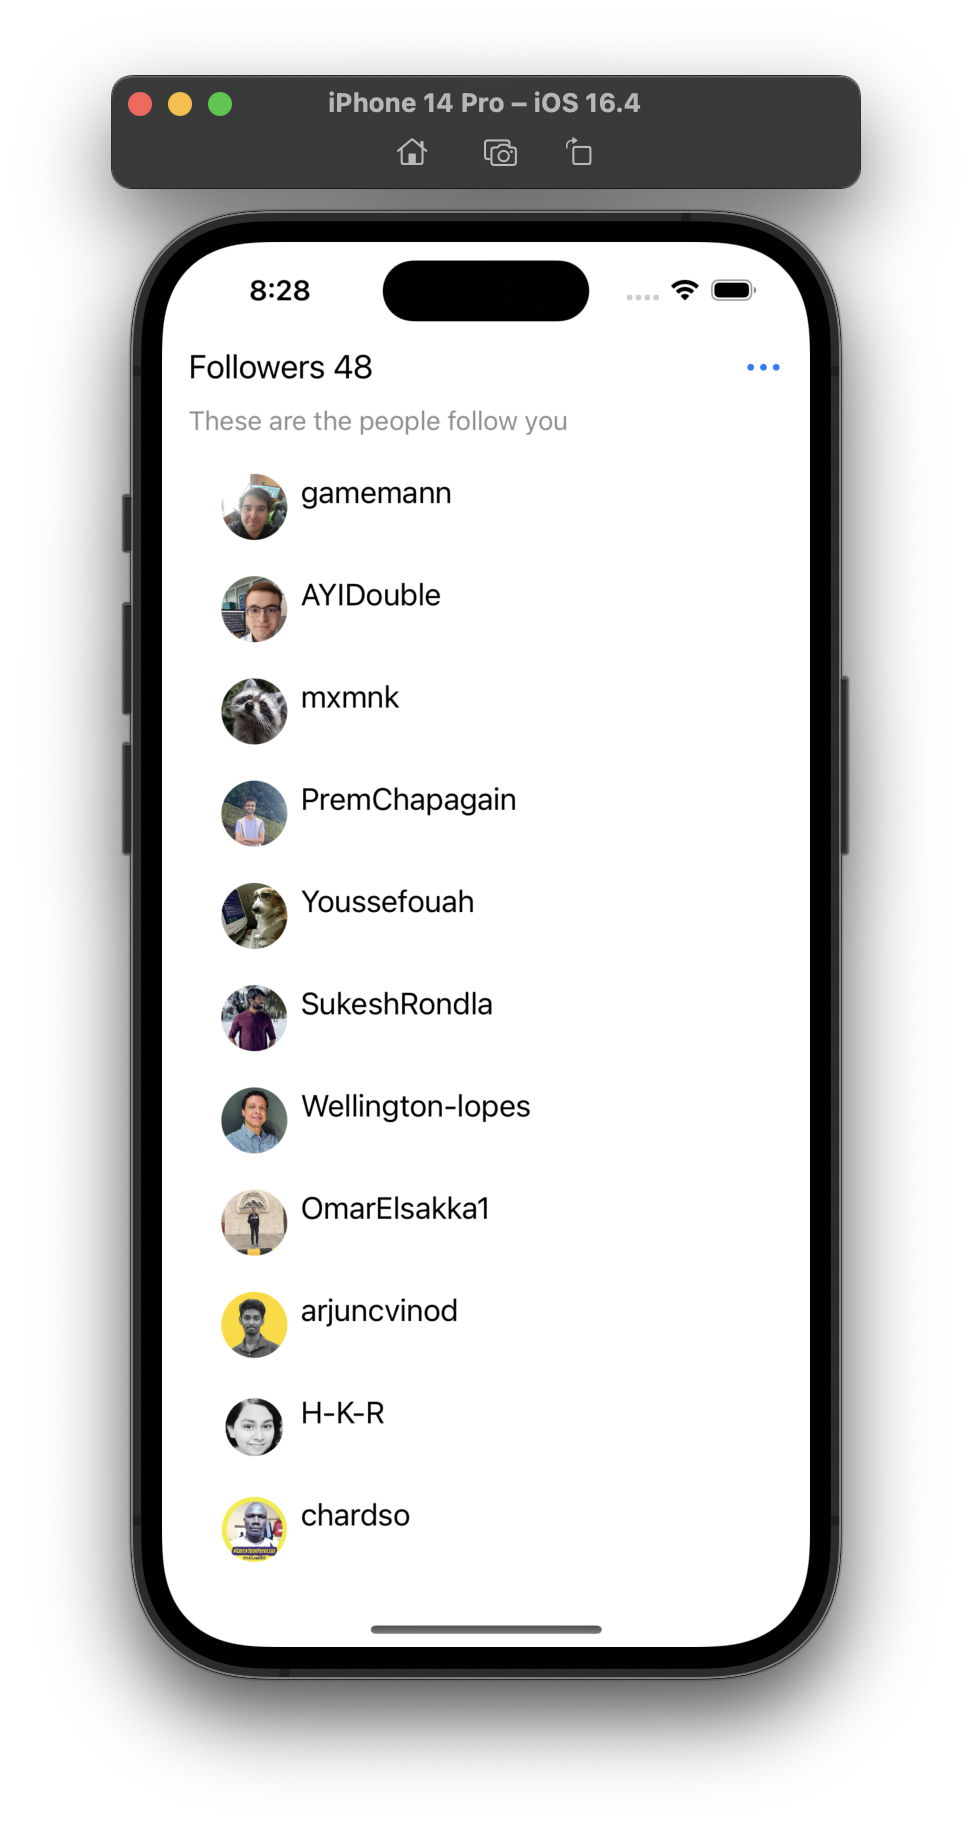 iPhone 14 Pro – iOS 16.4
8:28
Followers 48
These are the people follow you
gamemann
AYIDouble
mxmnk
PremChapagain
Youssefouah
SukeshRondla
Wellington-lopes
OmarElsakka1
arjuncvinod
H-K-R
chardso